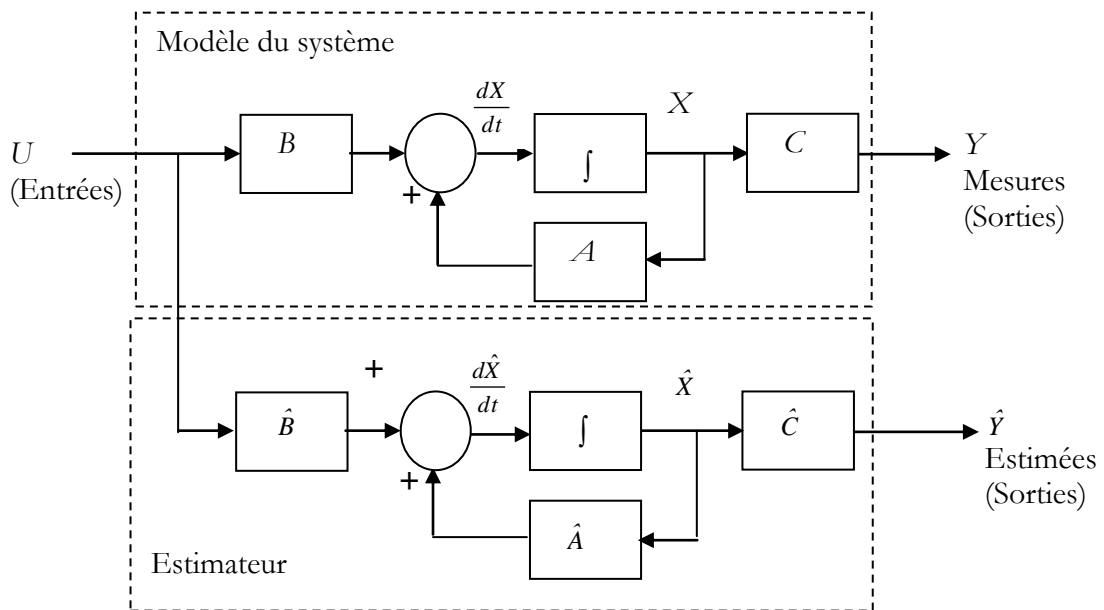 Modèle du système
dX/dt
X
B
∫
C
U
(Entrées)
Y
Mesures
(Sorties)
+
A
+
dX̂/dt
X̂
B̂
∫
Ĉ
Ŷ
Estimées
(Sorties)
+
Â
Estimateur